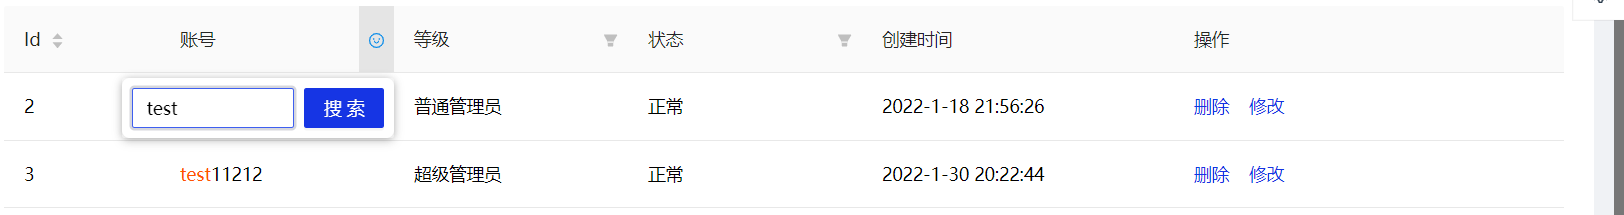 Id 账号 等级 状态 创建时间 操作
2 test 搜 索 普通管理员 正常 2022-1-18 21:56:26 删除 修改
3 test11212 超级管理员 正常 2022-1-30 20:22:44 删除 修改